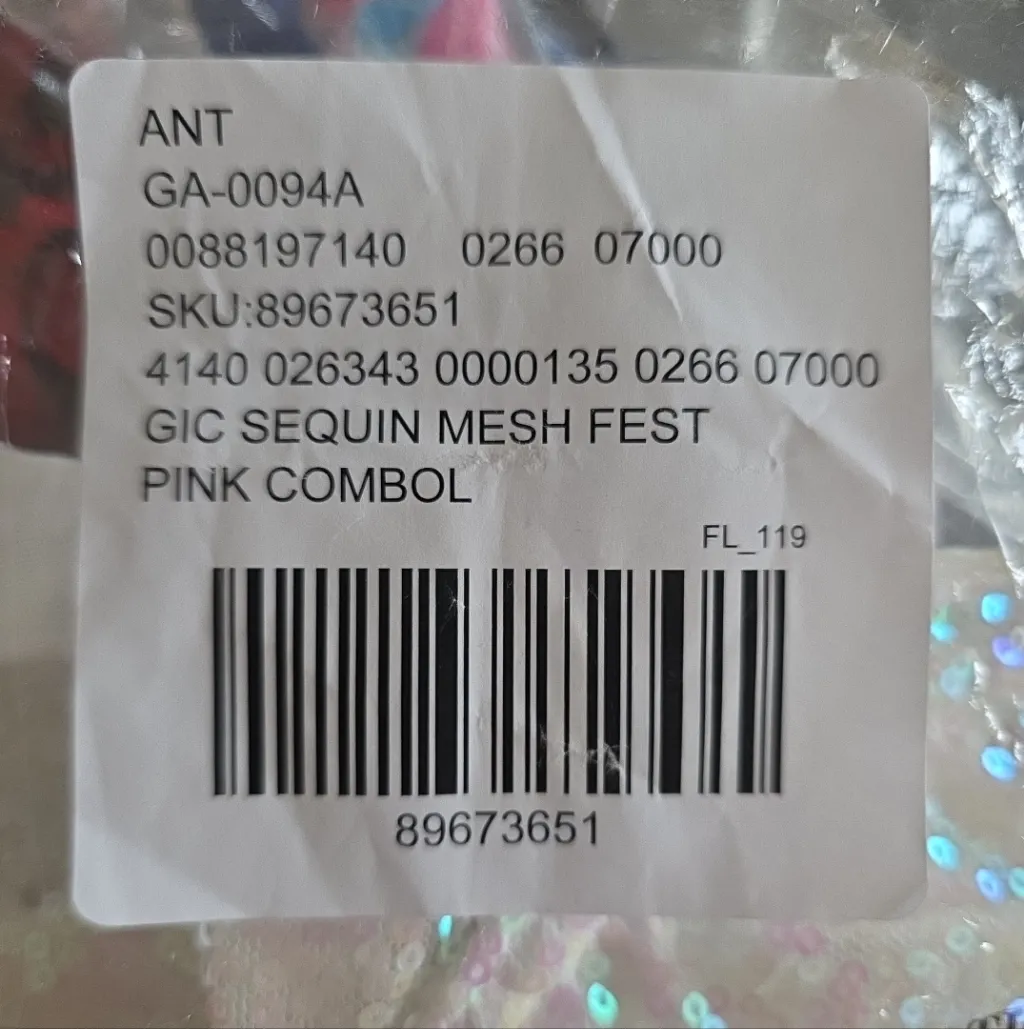 ANT
GA-0094A
0088197140 0266 07000
SKU:89673651
4140 026343 0000135 0266 07000
GIC SEQUIN MESH FEST
PINK COMBOL
FL_119
89673651